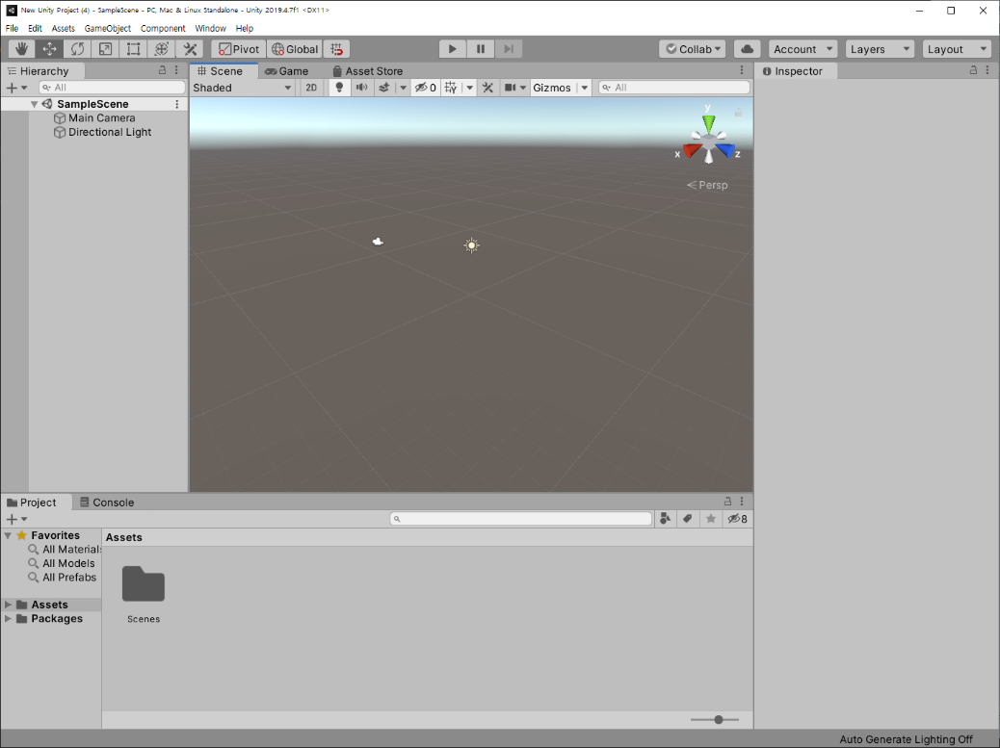 New Unity Project (4) - SampleScene - PC, Mac & Linux Standalone - Unity 2019.4.7f1 <DX11>
File Edit Assets GameObject Component Window Help
Pivot Global Collab Account Layers Layout
Hierarchy
All
SampleScene
Main Camera
Directional Light
Scene Game Asset Store
Shaded 2D 0 Gizmos All
y
x z
Persp
Inspector
Project Console
8
Favorites
All Materials
All Models
All Prefabs
Assets
Packages
Assets
Scenes
Auto Generate Lighting Off